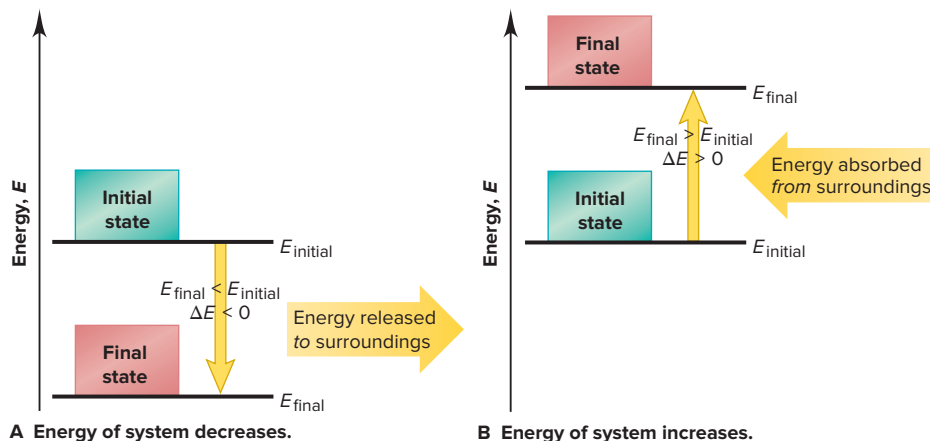 Energy, E
Initial
state
E initial
E final < E initial
ΔE < 0
Energy released
to surroundings
Final
state
E final
A Energy of system decreases.
Energy, E
Final
state
E final
E final > E initial
ΔE > 0
Energy absorbed
from surroundings
Initial
state
E initial
B Energy of system increases.